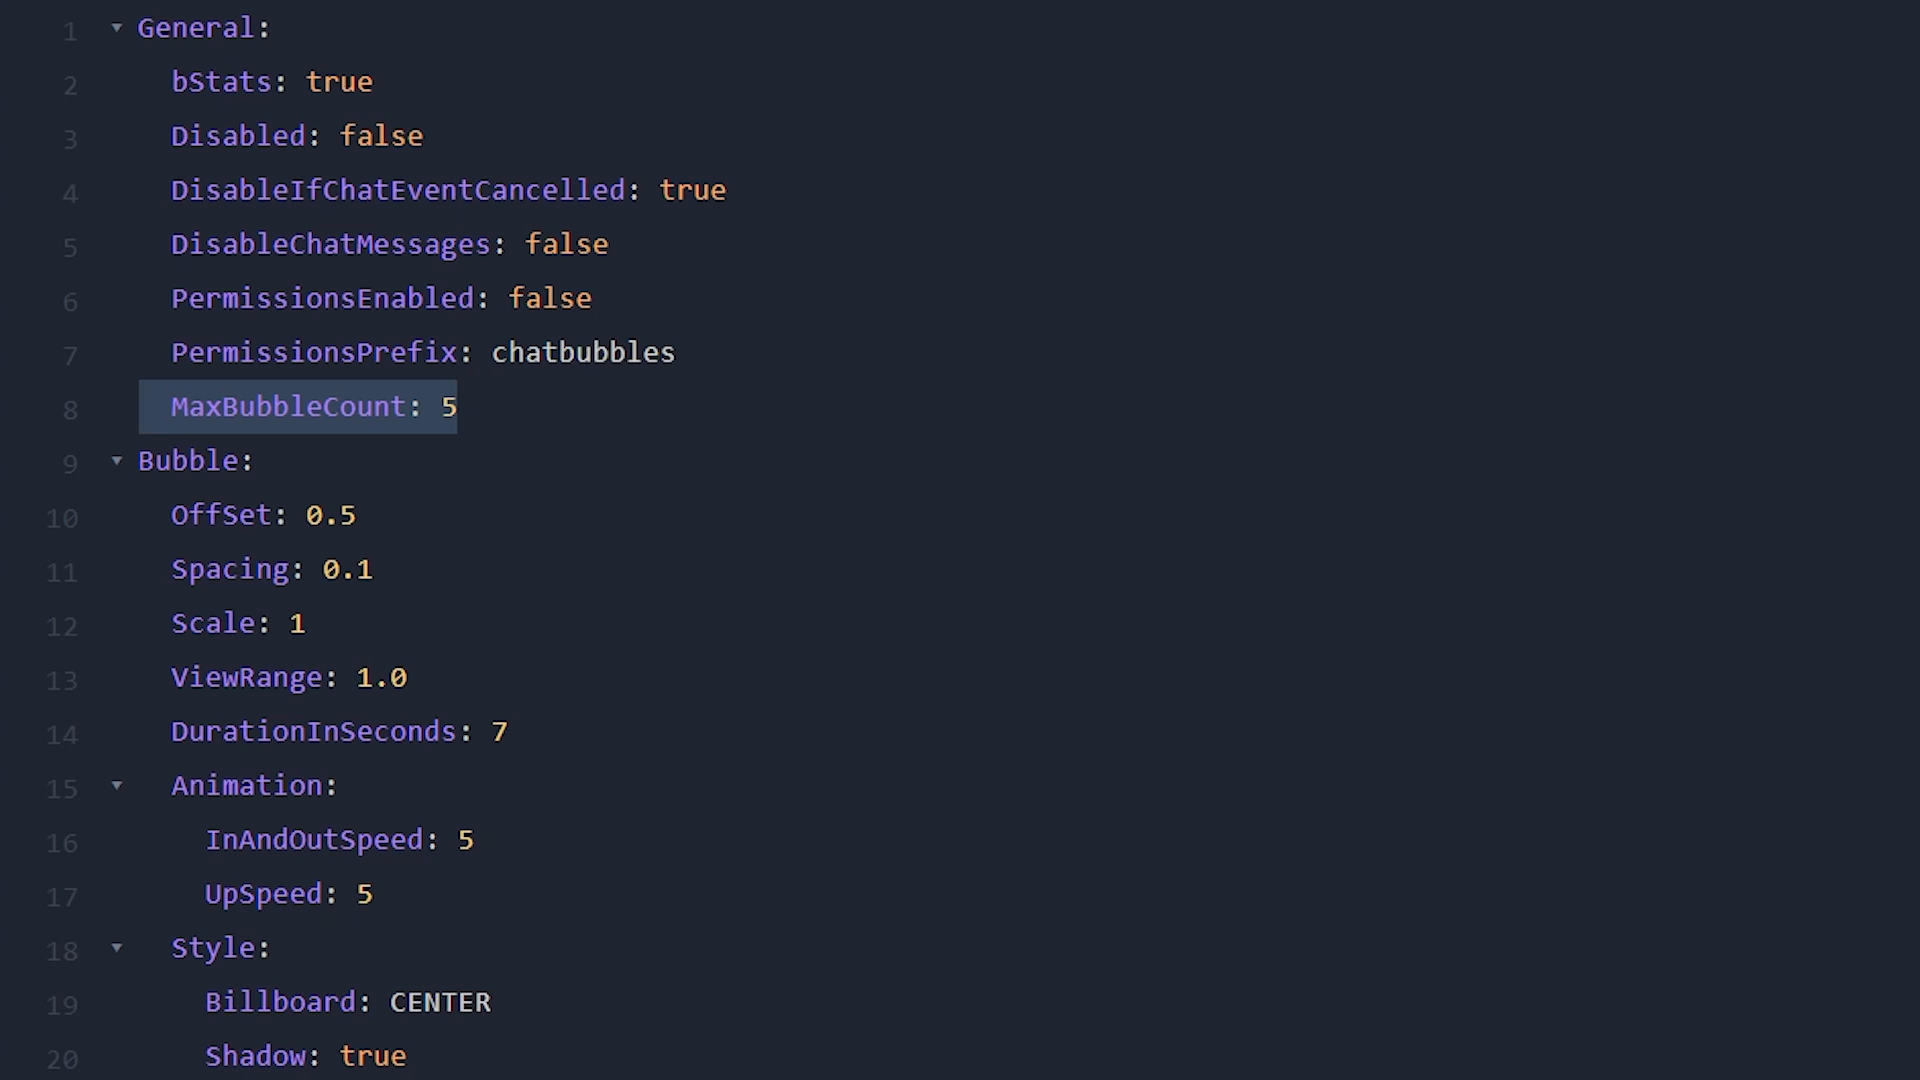 1 General:
2 bStats: true
3 Disabled: false
4 DisableIfChatEventCancelled: true
5 DisableChatMessages: false
6 PermissionsEnabled: false
7 PermissionsPrefix: chatbubbles
8 MaxBubbleCount: 5
9 Bubble:
10 OffSet: 0.5
11 Spacing: 0.1
12 Scale: 1
13 ViewRange: 1.0
14 DurationInSeconds: 7
15 Animation:
16 InAndOutSpeed: 5
17 UpSpeed: 5
18 Style:
19 Billboard: CENTER
20 Shadow: true